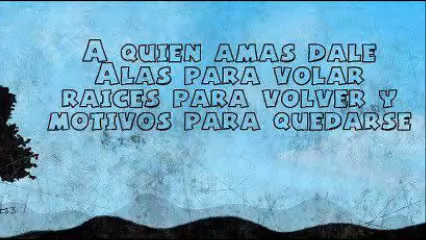 A QUIEN AMAS DALE
ALAS PARA VOLAR
RAICES PARA VOLVER Y
MOTIVOS PARA QUEDARSE